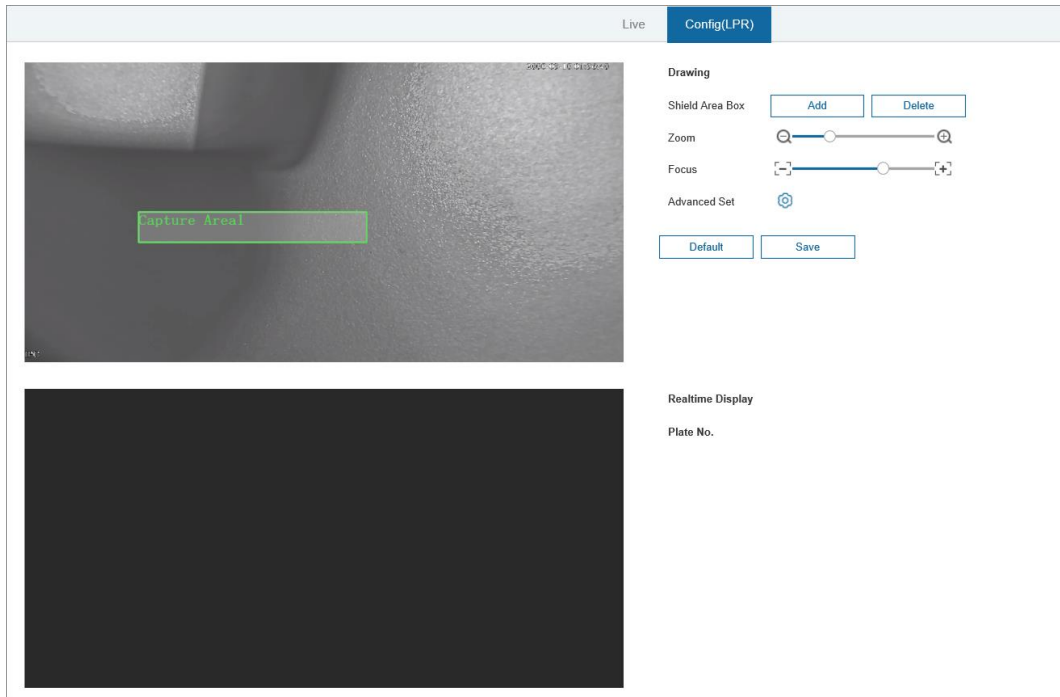 Live Config(LPR)
Drawing
Shield Area Box Add Delete
Zoom
Focus
Advanced Set
Default Save
Capture Area1
Realtime Display
Plate No.